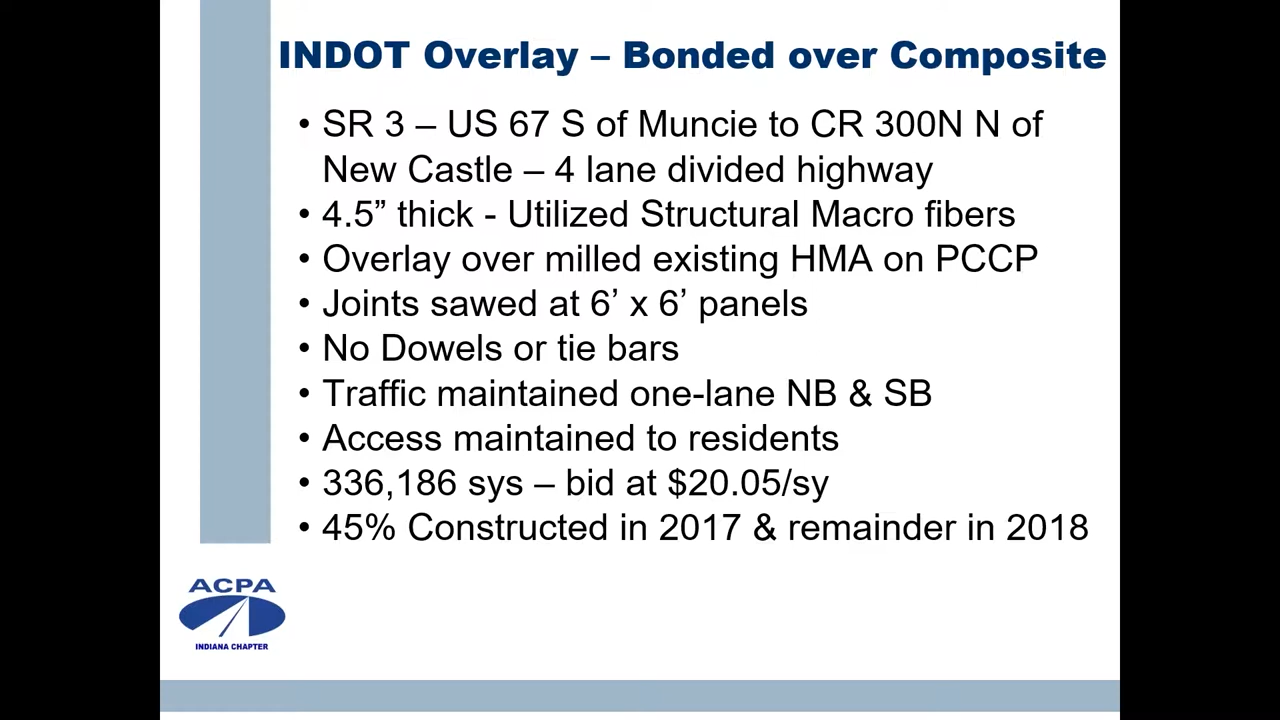 INDOT Overlay – Bonded over Composite
• SR 3 – US 67 S of Muncie to CR 300N N of
New Castle – 4 lane divided highway
• 4.5” thick - Utilized Structural Macro fibers
• Overlay over milled existing HMA on PCCP
• Joints sawed at 6’ x 6’ panels
• No Dowels or tie bars
• Traffic maintained one-lane NB & SB
• Access maintained to residents
• 336,186 sys – bid at $20.05/sy
• 45% Constructed in 2017 & remainder in 2018
ACPA
INDIANA CHAPTER